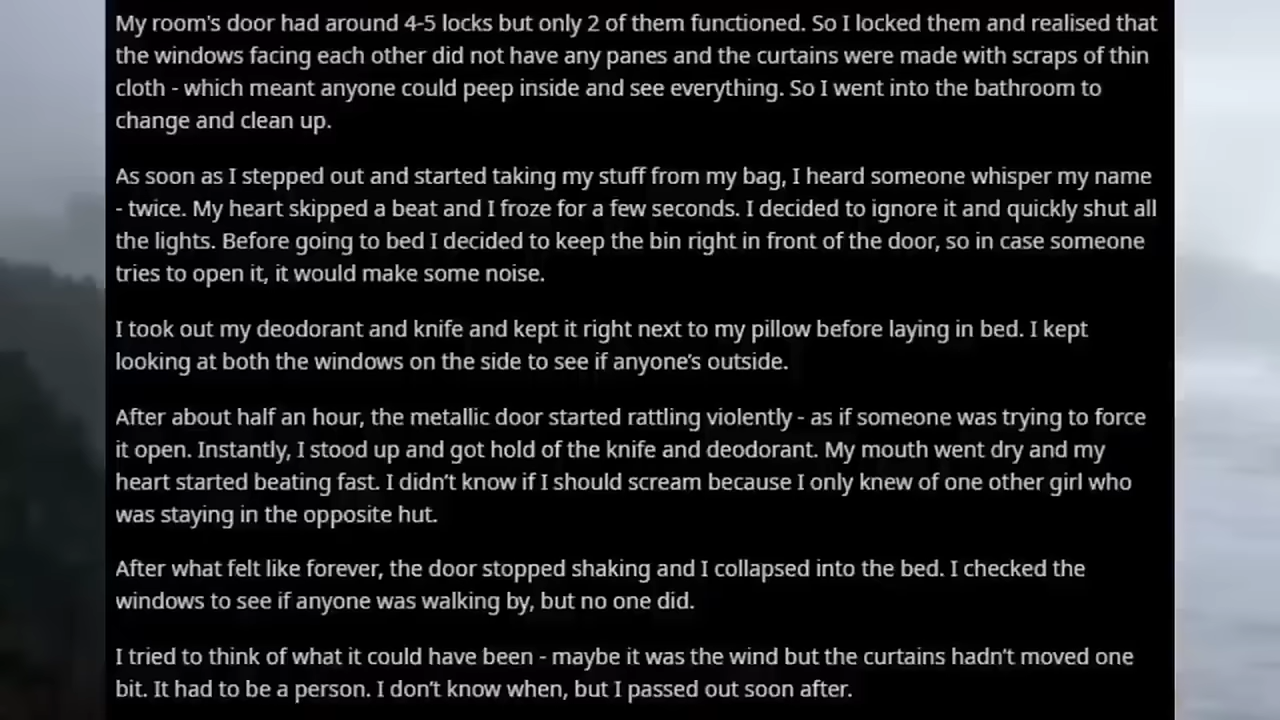 My room's door had around 4-5 locks but only 2 of them functioned. So I locked them and realised that
the windows facing each other did not have any panes and the curtains were made with scraps of thin
cloth - which meant anyone could peep inside and see everything. So I went into the bathroom to
change and clean up.
As soon as I stepped out and started taking my stuff from my bag, I heard someone whisper my name
- twice. My heart skipped a beat and I froze for a few seconds. I decided to ignore it and quickly shut all
the lights. Before going to bed I decided to keep the bin right in front of the door, so in case someone
tries to open it, it would make some noise.
I took out my deodorant and knife and kept it right next to my pillow before laying in bed. I kept
looking at both the windows on the side to see if anyone’s outside.
After about half an hour, the metallic door started rattling violently - as if someone was trying to force
it open. Instantly, I stood up and got hold of the knife and deodorant. My mouth went dry and my
heart started beating fast. I didn’t know if I should scream because I only knew of one other girl who
was staying in the opposite hut.
After what felt like forever, the door stopped shaking and I collapsed into the bed. I checked the
windows to see if anyone was walking by, but no one did.
I tried to think of what it could have been - maybe it was the wind but the curtains hadn’t moved one
bit. It had to be a person. I don’t know when, but I passed out soon after.